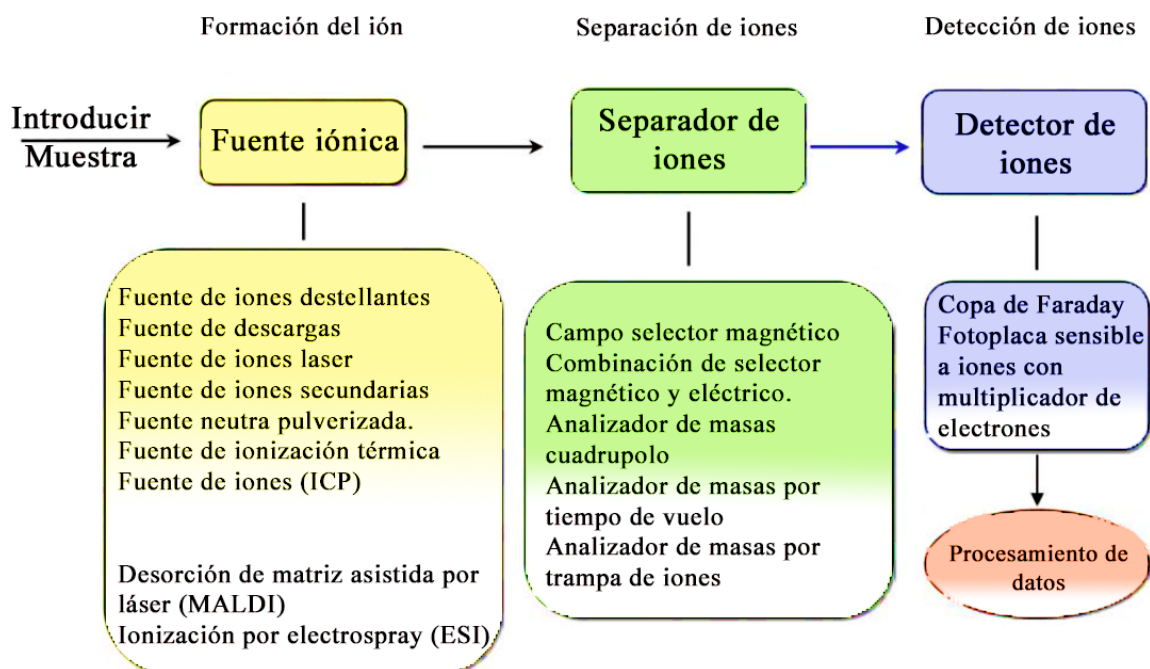 Formación del ión
Separación de iones
Detección de iones
Introducir
Muestra
Fuente iónica
Separador de
iones
Detector de
iones
Fuente de iones destellantes
Fuente de descargas
Fuente de iones laser
Fuente de iones secundarias
Fuente neutra pulverizada.
Fuente de ionización térmica
Fuente de iones (ICP)
Desorción de matriz asistida por
láser (MALDI)
Ionización por electrospray (ESI)
Campo selector magnético
Combinación de selector
magnético y eléctrico.
Analizador de masas
cuadrupolo
Analizador de masas por
tiempo de vuelo
Analizador de masas por
trampa de iones
Copa de Faraday
Fotoplaca sensible
a iones con
multiplicador de
electrones
Procesamiento de
datos